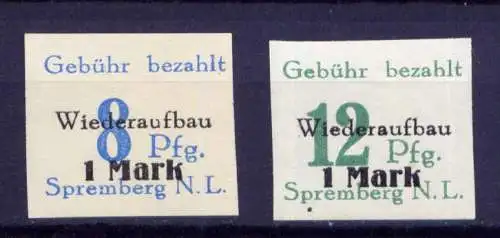 Gebühr bezahlt
Wiederaufbau
8 Pfg.
1 Mark
Spremberg N.L.
Gebühr bezahlt
Wiederaufbau
12 Pfg.
1 Mark
Spremberg N.L.